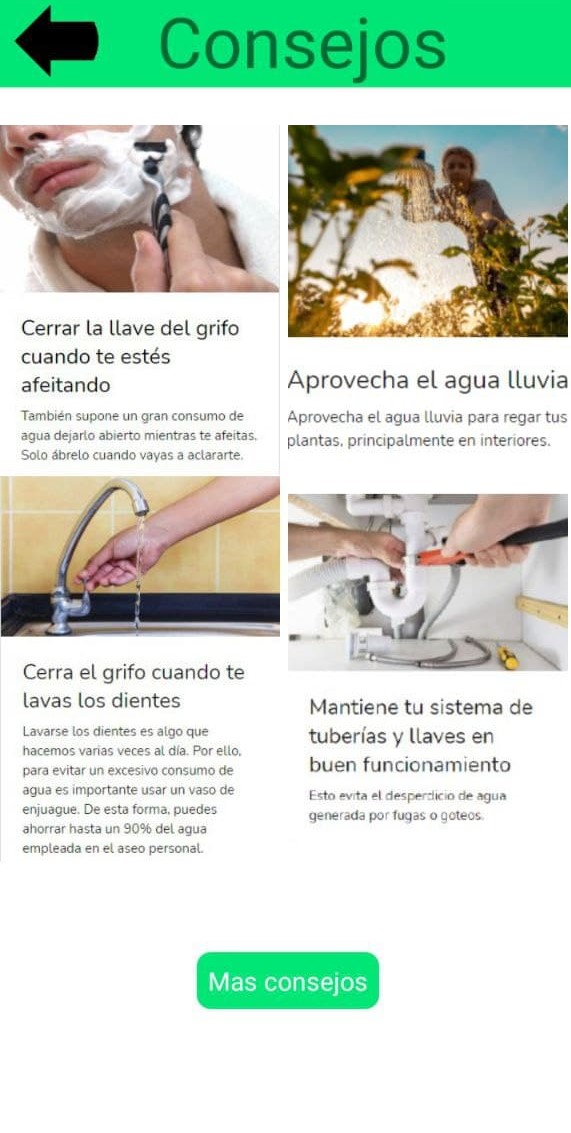 Consejos
Cerrar la llave del grifo
cuando te estés
afeitando
También supone un gran consumo de
agua dejarlo abierto mientras te afeitas.
Solo ábrelo cuando vayas a aclararte.
Aprovecha el agua lluvia
Aprovecha el agua lluvia para regar tus
plantas, principalmente en interiores.
Cerra el grifo cuando te
lavas los dientes
Lavarse los dientes es algo que
hacemos varias veces al día. Por ello,
para evitar un excesivo consumo de
agua es importante usar un vaso de
enjuague. De esta forma, puedes
ahorrar hasta un 90% del agua
empleada en el aseo personal.
Mantiene tu sistema de
tuberías y llaves en
buen funcionamiento
Esto evita el desperdicio de agua
generada por fugas o goteos.
Mas consejos